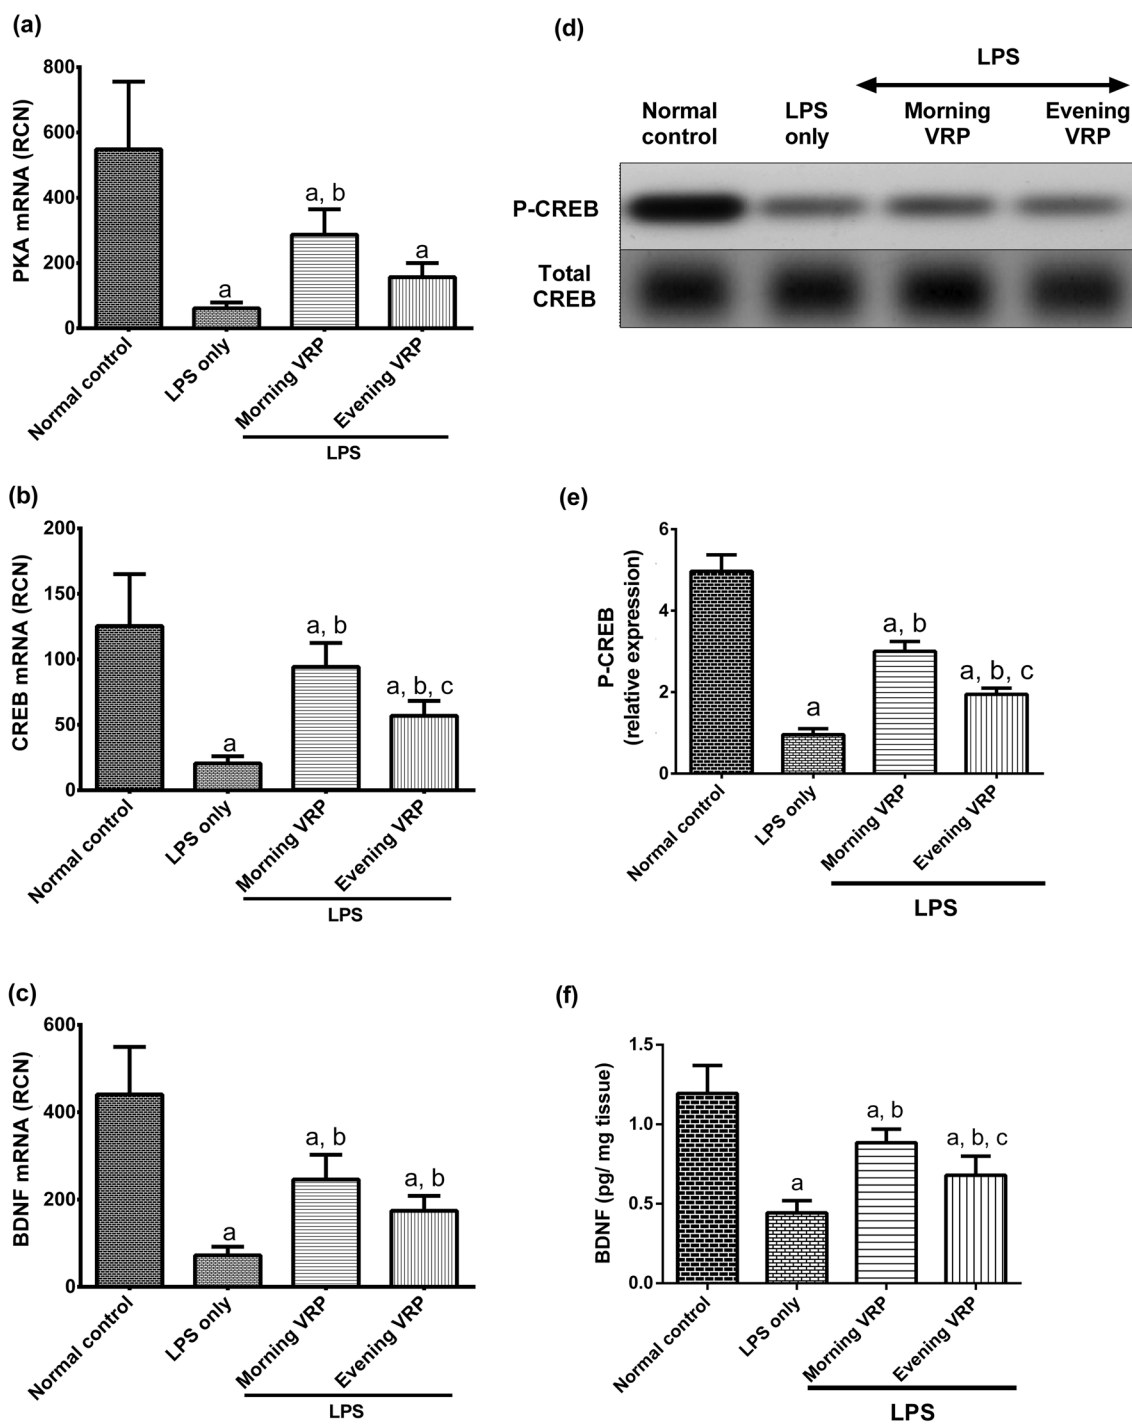 (a)
PKA mRNA (RCN)
800
600
400
200
0
a
a, b
a
Normal control
LPS only
Morning VRP
Evening VRP
LPS
(d)
LPS
Normal control
LPS only
Morning VRP
Evening VRP
P-CREB
Total CREB
(b)
CREB mRNA (RCN)
200
150
100
50
0
a
a, b
a, b, c
Normal control
LPS only
Morning VRP
Evening VRP
LPS
(e)
P-CREB
(relative expression)
6
4
2
0
a
a, b
a, b, c
Normal control
LPS only
Morning VRP
Evening VRP
LPS
(c)
BDNF mRNA (RCN)
600
400
200
0
a
a, b
a, b
Normal control
LPS only
Morning VRP
Evening VRP
LPS
(f)
BDNF (pg/ mg tissue)
1.5
1.0
0.5
0.0
a
a, b
a, b, c
Normal control
LPS only
Morning VRP
Evening VRP
LPS